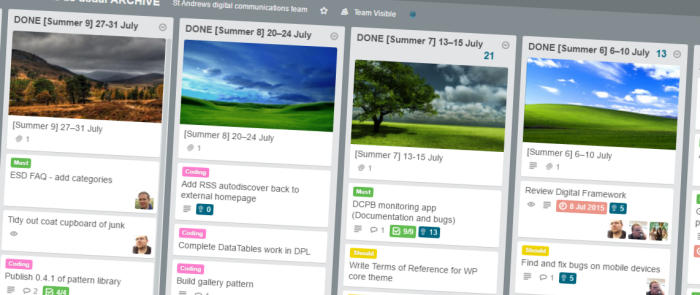 ARCHIVE
St Andrews digital communications team
Team Visible
DONE [Summer 9] 27-31 July
[Summer 9] 27–31 July
1
Must
ESD FAQ - add categories
Tidy out coat cupboard of junk
Coding
Publish 0.4.1 of pattern library
2
4/4
DONE [Summer 8] 20–24 July
[Summer 8] 20–24 July
1
Coding
Add RSS autodiscover back to
external homepage
0
Coding
Complete DataTables work in DPL
Coding
Build gallery pattern
DONE [Summer 7] 13–15 July
21
[Summer 7] 13-15 July
1
Must
DCPB monitoring app
(Documentation and bugs)
1
9/9
13
Should
Write Terms of Reference for WP
core theme
DONE [Summer 6] 6–10 July
13
[Summer 6] 6–10 July
1
Review Digital Framework
8 Jul 2015
5
Should
Find and fix bugs on mobile devices
1
5